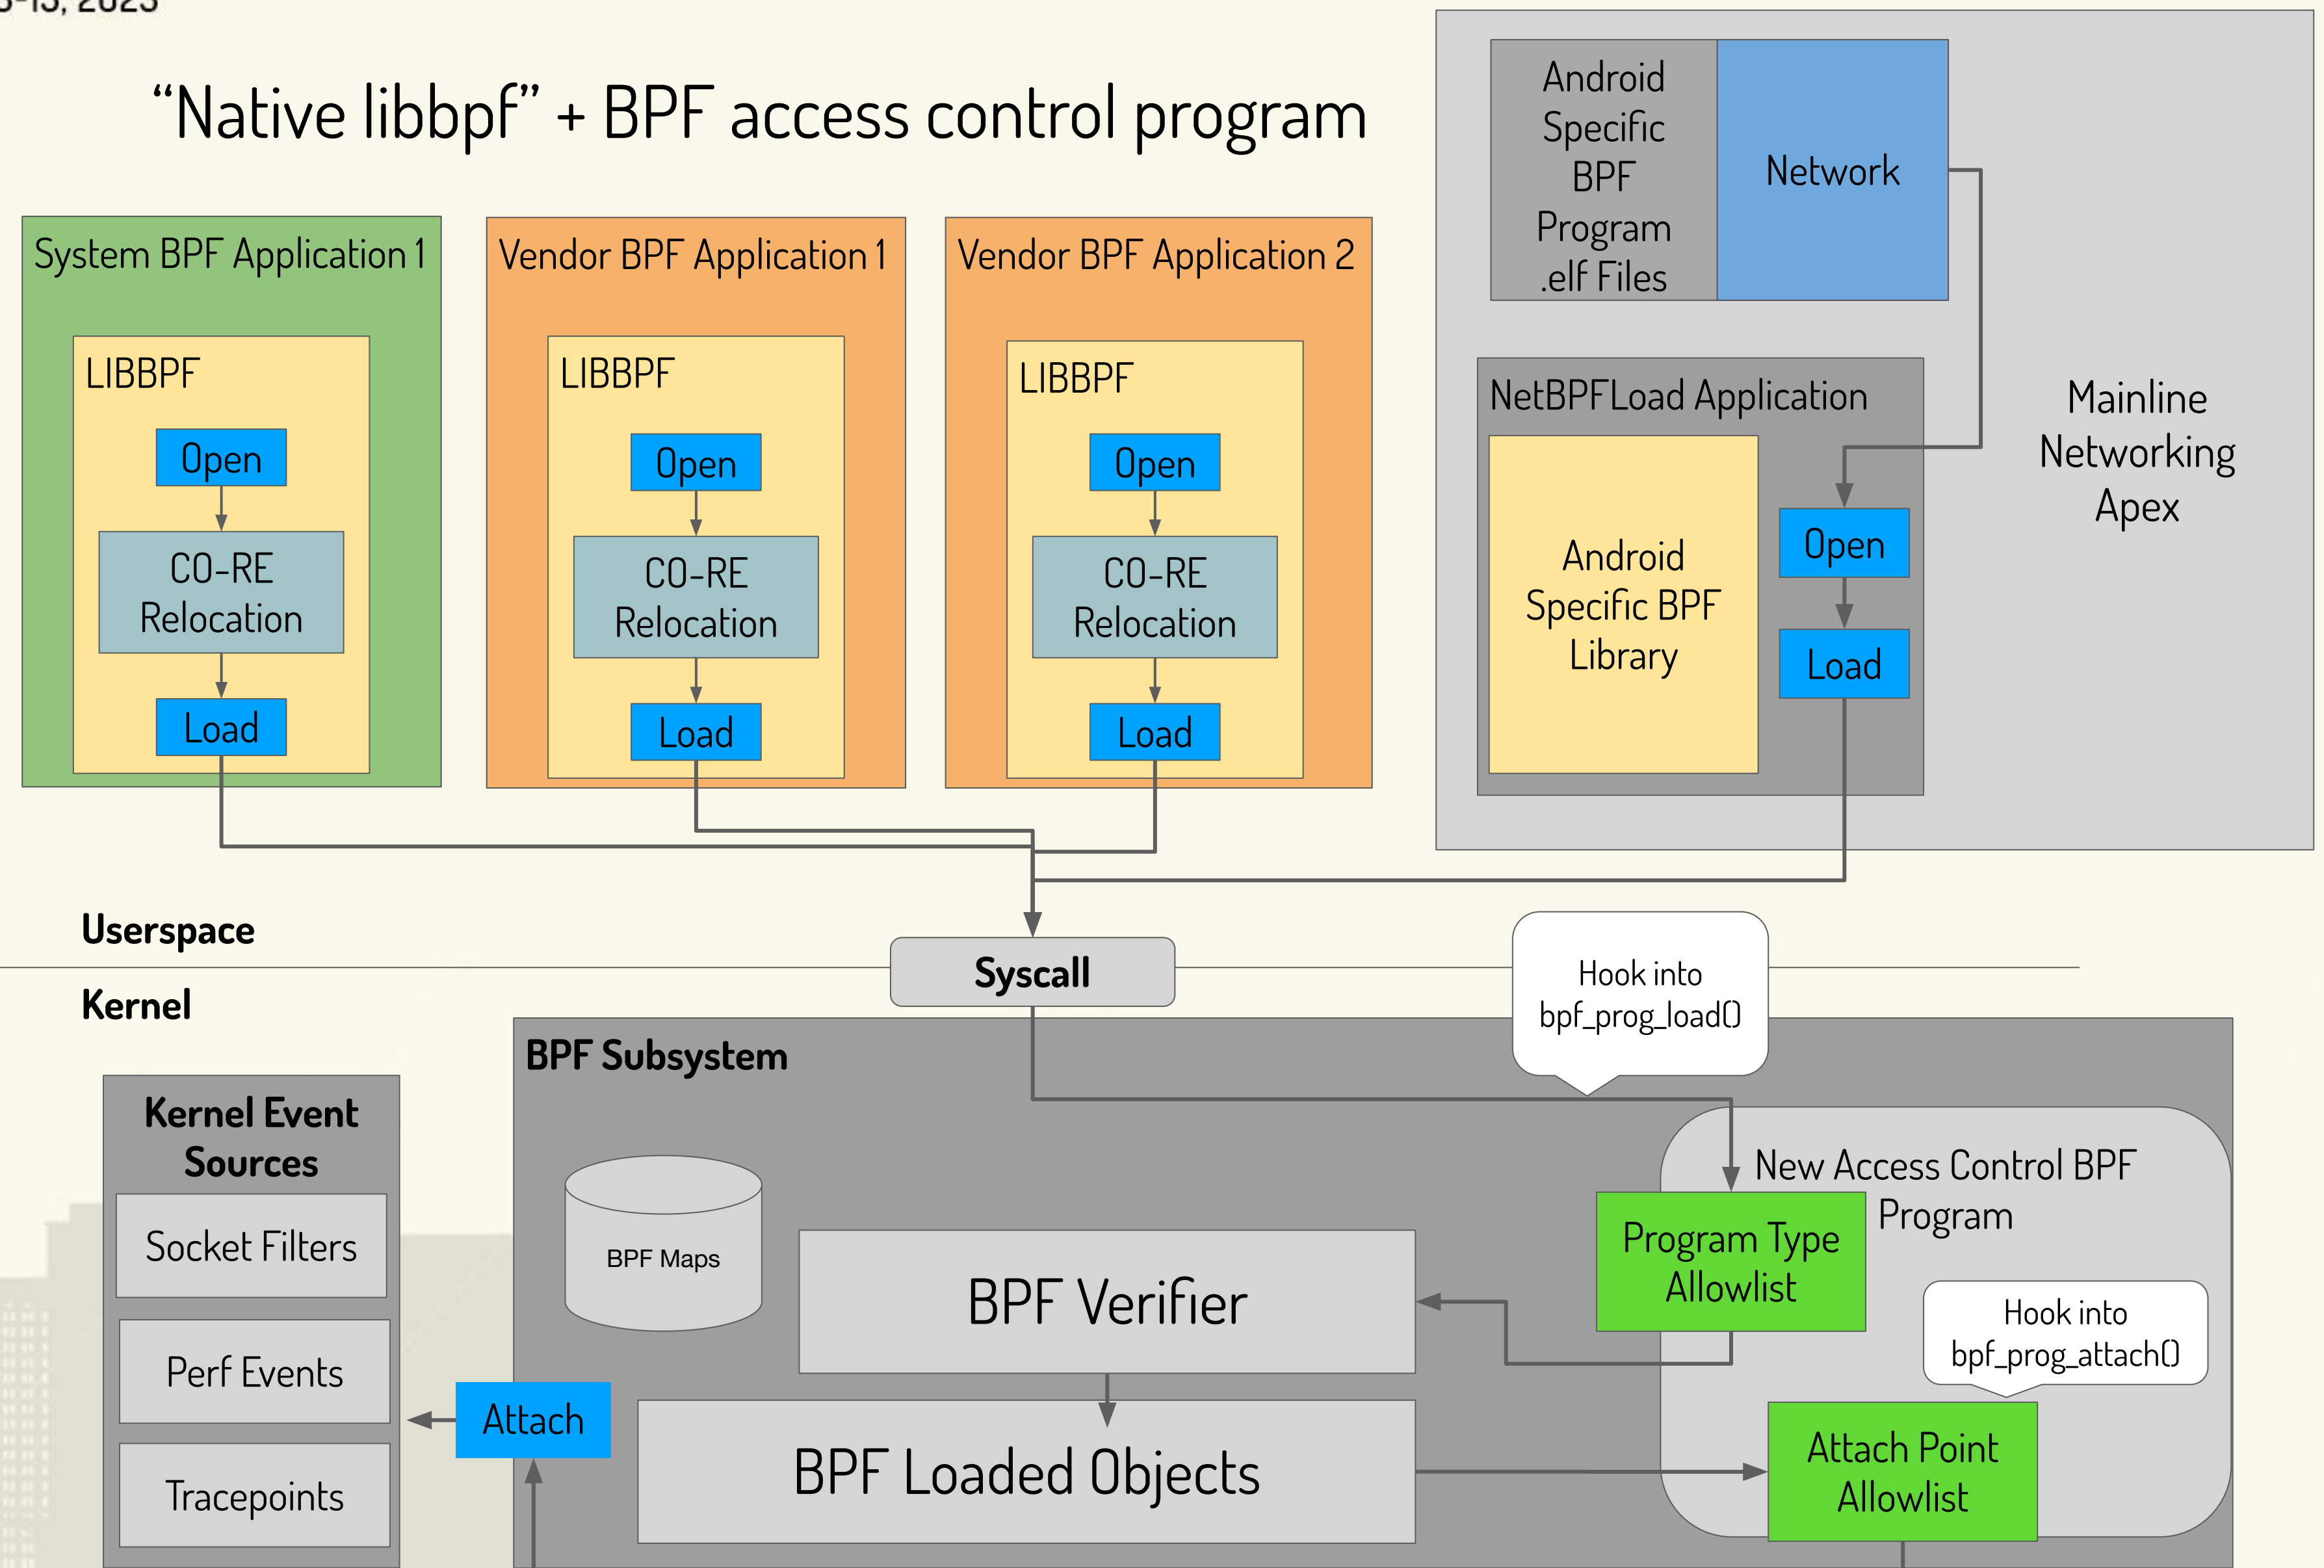 “Native libbpf” + BPF access control program
System BPF Application 1
LIBBPF
Open
CO-RE
Relocation
Load
Vendor BPF Application 1
LIBBPF
Open
CO-RE
Relocation
Load
Vendor BPF Application 2
LIBBPF
Open
CO-RE
Relocation
Load
Android
Specific
BPF
Program
.elf Files
Network
NetBPFLoad Application
Android
Specific BPF
Library
Open
Load
Mainline
Networking
Apex
Userspace
Syscall
Kernel
Hook into
bpf_prog_load()
BPF Subsystem
Kernel Event
Sources
Socket Filters
Perf Events
Tracepoints
Attach
BPF Maps
BPF Verifier
BPF Loaded Objects
New Access Control BPF
Program
Program Type
Allowlist
Hook into
bpf_prog_attach()
Attach Point
Allowlist